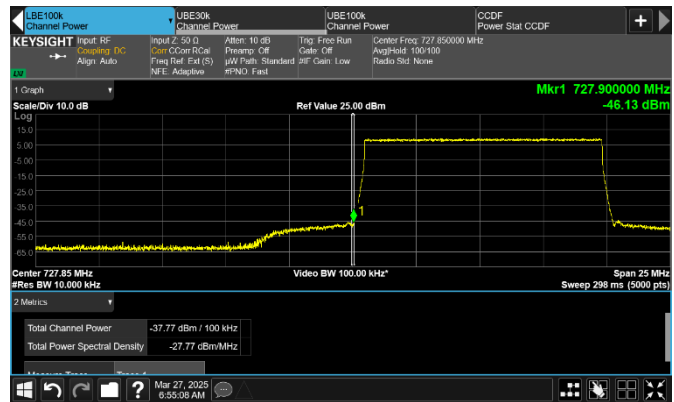 LBE100k
Channel Power
UBE30k
Channel Power
UBE100k
Channel Power
CCDF
Power Stat CCDF
KEYSIGHT
Input: RF
Coupling: DC
Align: Auto
Input Z: 50 Ω
Corr CCorr RCal
Freq Ref: Ext (S)
NFE: Adaptive
Atten: 10 dB
Preamp: Off
µW Path: Standard
#PNO: Fast
Trig: Free Run
Gate: Off
#IF Gain: Low
Center Freq: 727.850000 MHz
Avg|Hold: 100/100
Radio Std: None
LXI
1 Graph
Mkr1 727.900000 MHz
-46.13 dBm
Scale/Div 10.0 dB
Ref Value 25.00 dBm
Log
15.0
5.00
-5.00
-15.0
-25.0
-35.0
-45.0
-55.0
-65.0
1
Center 727.85 MHz
#Res BW 10.000 kHz
Video BW 100.00 kHz*
Span 25 MHz
Sweep 298 ms (5000 pts)
2 Metrics
Total Channel Power -37.77 dBm / 100 kHz
Total Power Spectral Density -27.77 dBm/MHz
Mar 27, 2025
6:55:08 AM